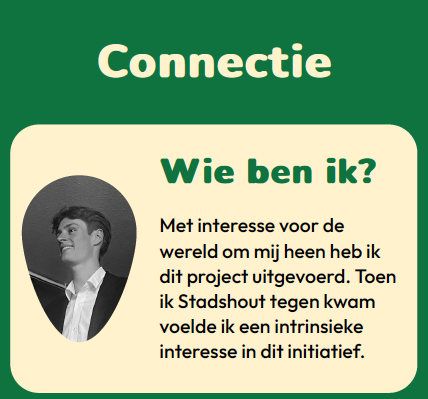 Connectie
Wie ben ik?
Met interesse voor de
wereld om mij heen heb ik
dit project uitgevoerd. Toen
ik Stadshout tegen kwam
voelde ik een intrinsieke
interesse in dit initiatief.